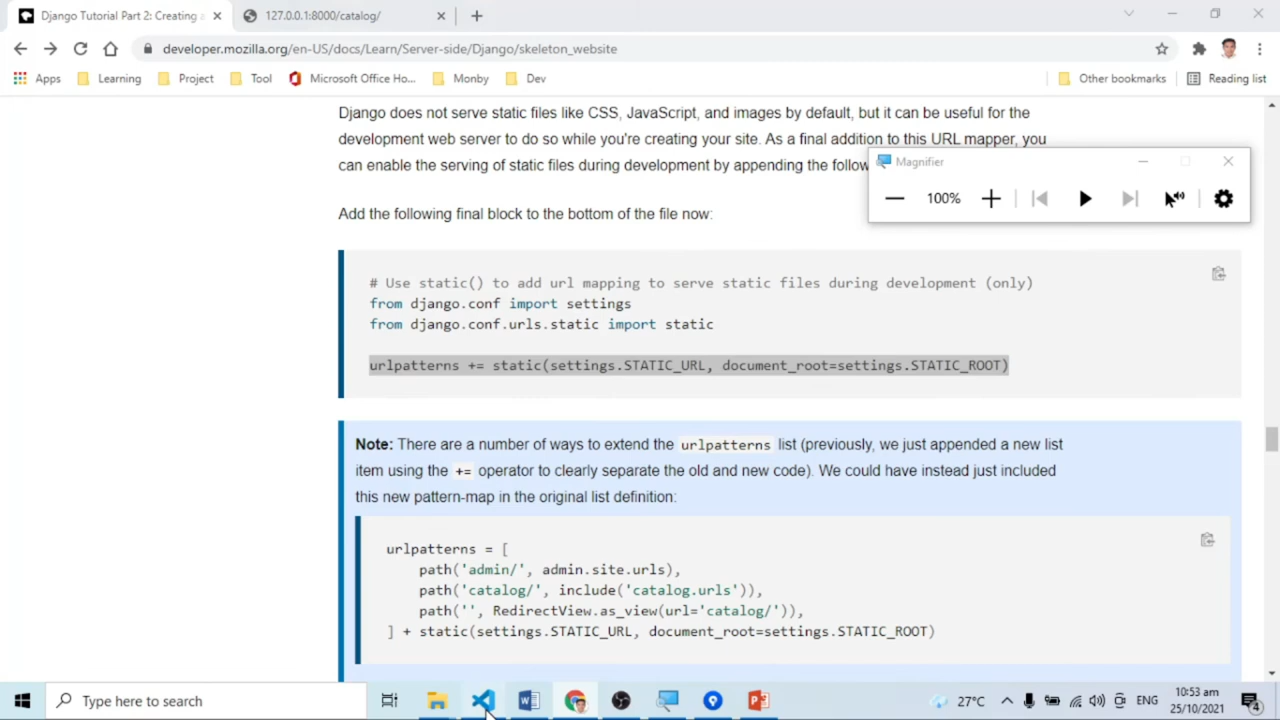 Django Tutorial Part 2: Creating a
127.0.0.1:8000/catalog/
developer.mozilla.org/en-US/docs/Learn/Server-side/Django/skeleton_website
Apps Learning Project Tool Microsoft Office Ho... Monby Dev Other bookmarks Reading list
Django does not serve static files like CSS, JavaScript, and images by default, but it can be useful for the
development web server to do so while you're creating your site. As a final addition to this URL mapper, you
can enable the serving of static files during development by appending the follow
Magnifier
100%
Add the following final block to the bottom of the file now:
# Use static() to add url mapping to serve static files during development (only)
from django.conf import settings
from django.conf.urls.static import static
urlpatterns += static(settings.STATIC_URL, document_root=settings.STATIC_ROOT)
Note: There are a number of ways to extend the urlpatterns list (previously, we just appended a new list
item using the += operator to clearly separate the old and new code). We could have instead just included
this new pattern-map in the original list definition:
urlpatterns = [
path('admin/', admin.site.urls),
path('catalog/', include('catalog.urls')),
path('', RedirectView.as_view(url='catalog/')),
] + static(settings.STATIC_URL, document_root=settings.STATIC_ROOT)
Type here to search
27°C
ENG
10:53 am
25/10/2021
4